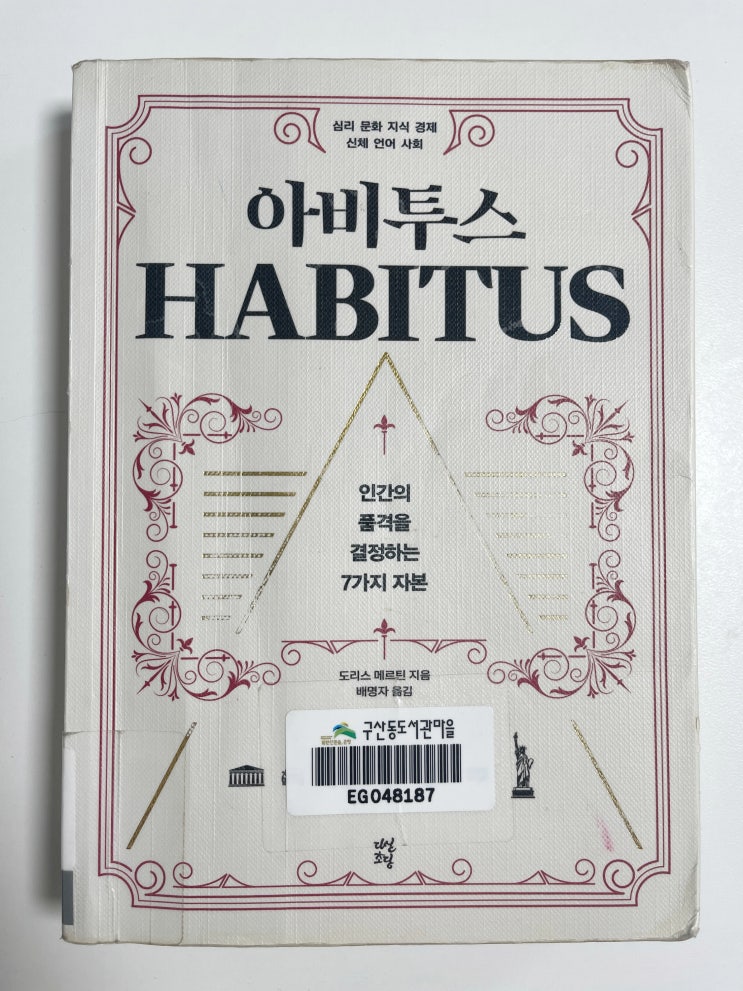 심리 문화 지식 경제
신체 언어 사회
아비투스
HABITUS
인간의
품격을
결정하는
7가지 자본
도리스 메르틴 지음
배명자 옮김
구산동도서관마을
EG048187
다산
초당